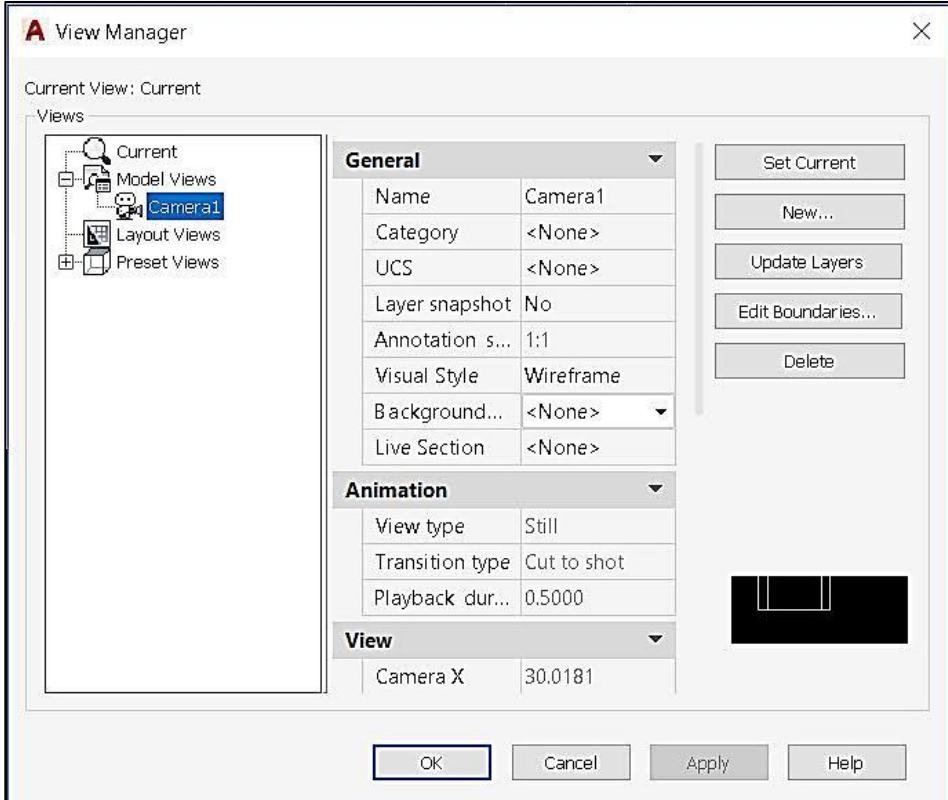 View Manager
Current View: Current
Views
Current
Model Views
Camera1
Layout Views
Preset Views
General
Name Camera1
Category <None>
UCS <None>
Layer snapshot No
Annotation s... 1:1
Visual Style Wireframe
Background... <None>
Live Section <None>
Animation
View type Still
Transition type Cut to shot
Playback dur... 0.5000
View
Camera X 30.0181
Set Current
New...
Update Layers
Edit Boundaries...
Delete
OK Cancel Apply Help